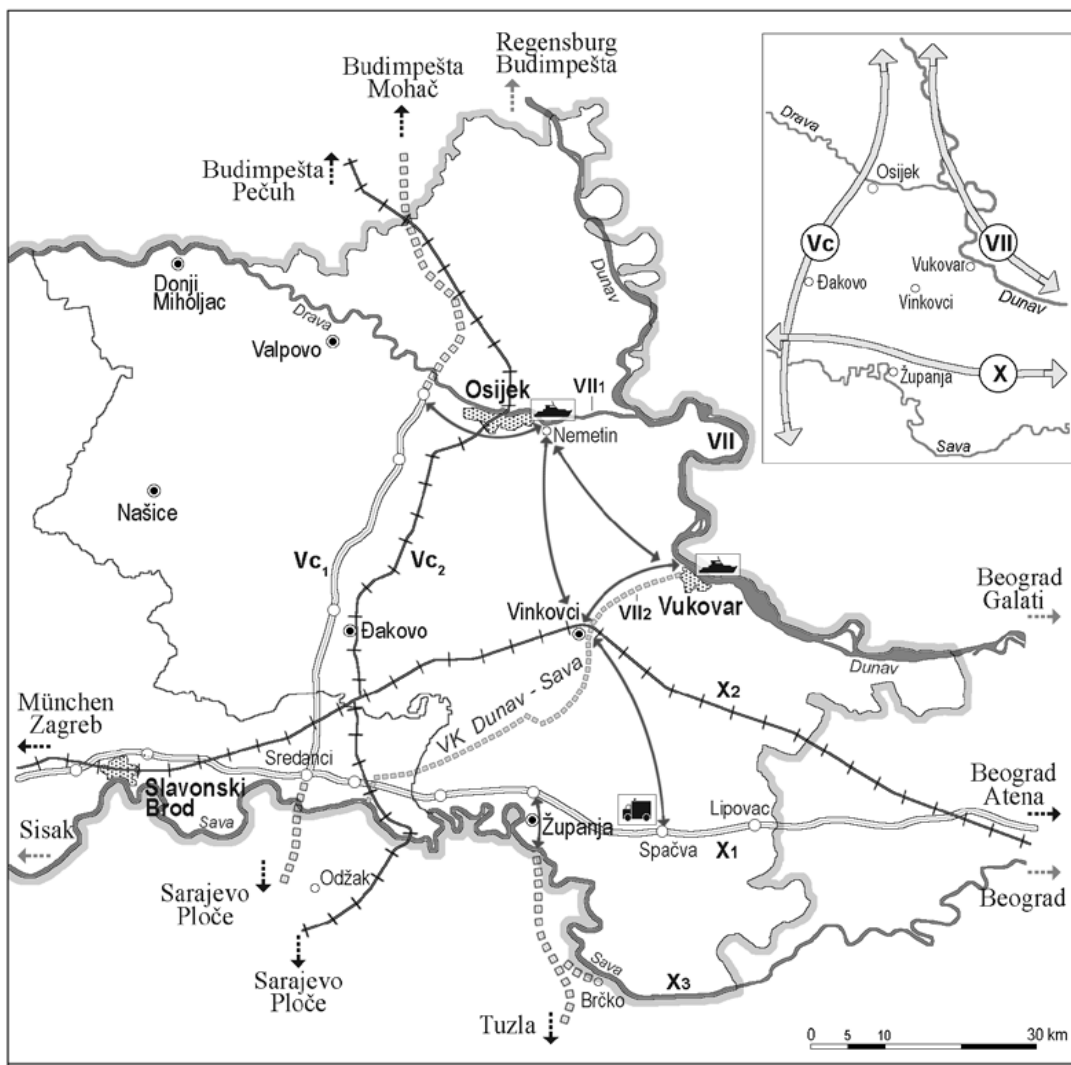 Regensburg
Budimpešta
Budimpešta
Mohač
Budimpešta
Pečuh
Donji
Miholjac
Drava
Valpovo
Dunav
Osijek
VII1
Nemetin
VII
Našice
Vc1
Vc2
Vukovar
VII2
Vinkovci
Đakovo
Beograd
Galati
Dunav
X2
VK Dunav - Sava
München
Zagreb
Sredanci
Slavonski
Brod
Sava
Sisak
Županja
Lipovac
Spačva
X1
Beograd
Atena
Beograd
Odžak
Sarajevo
Ploče
Sarajevo
Ploče
Sava
Brčko
X3
Tuzla
0 5 10 30 km
Drava
Osijek
Vc
VII
Vukovar
Đakovo
Vinkovci
Dunav
X
Županja
Sava